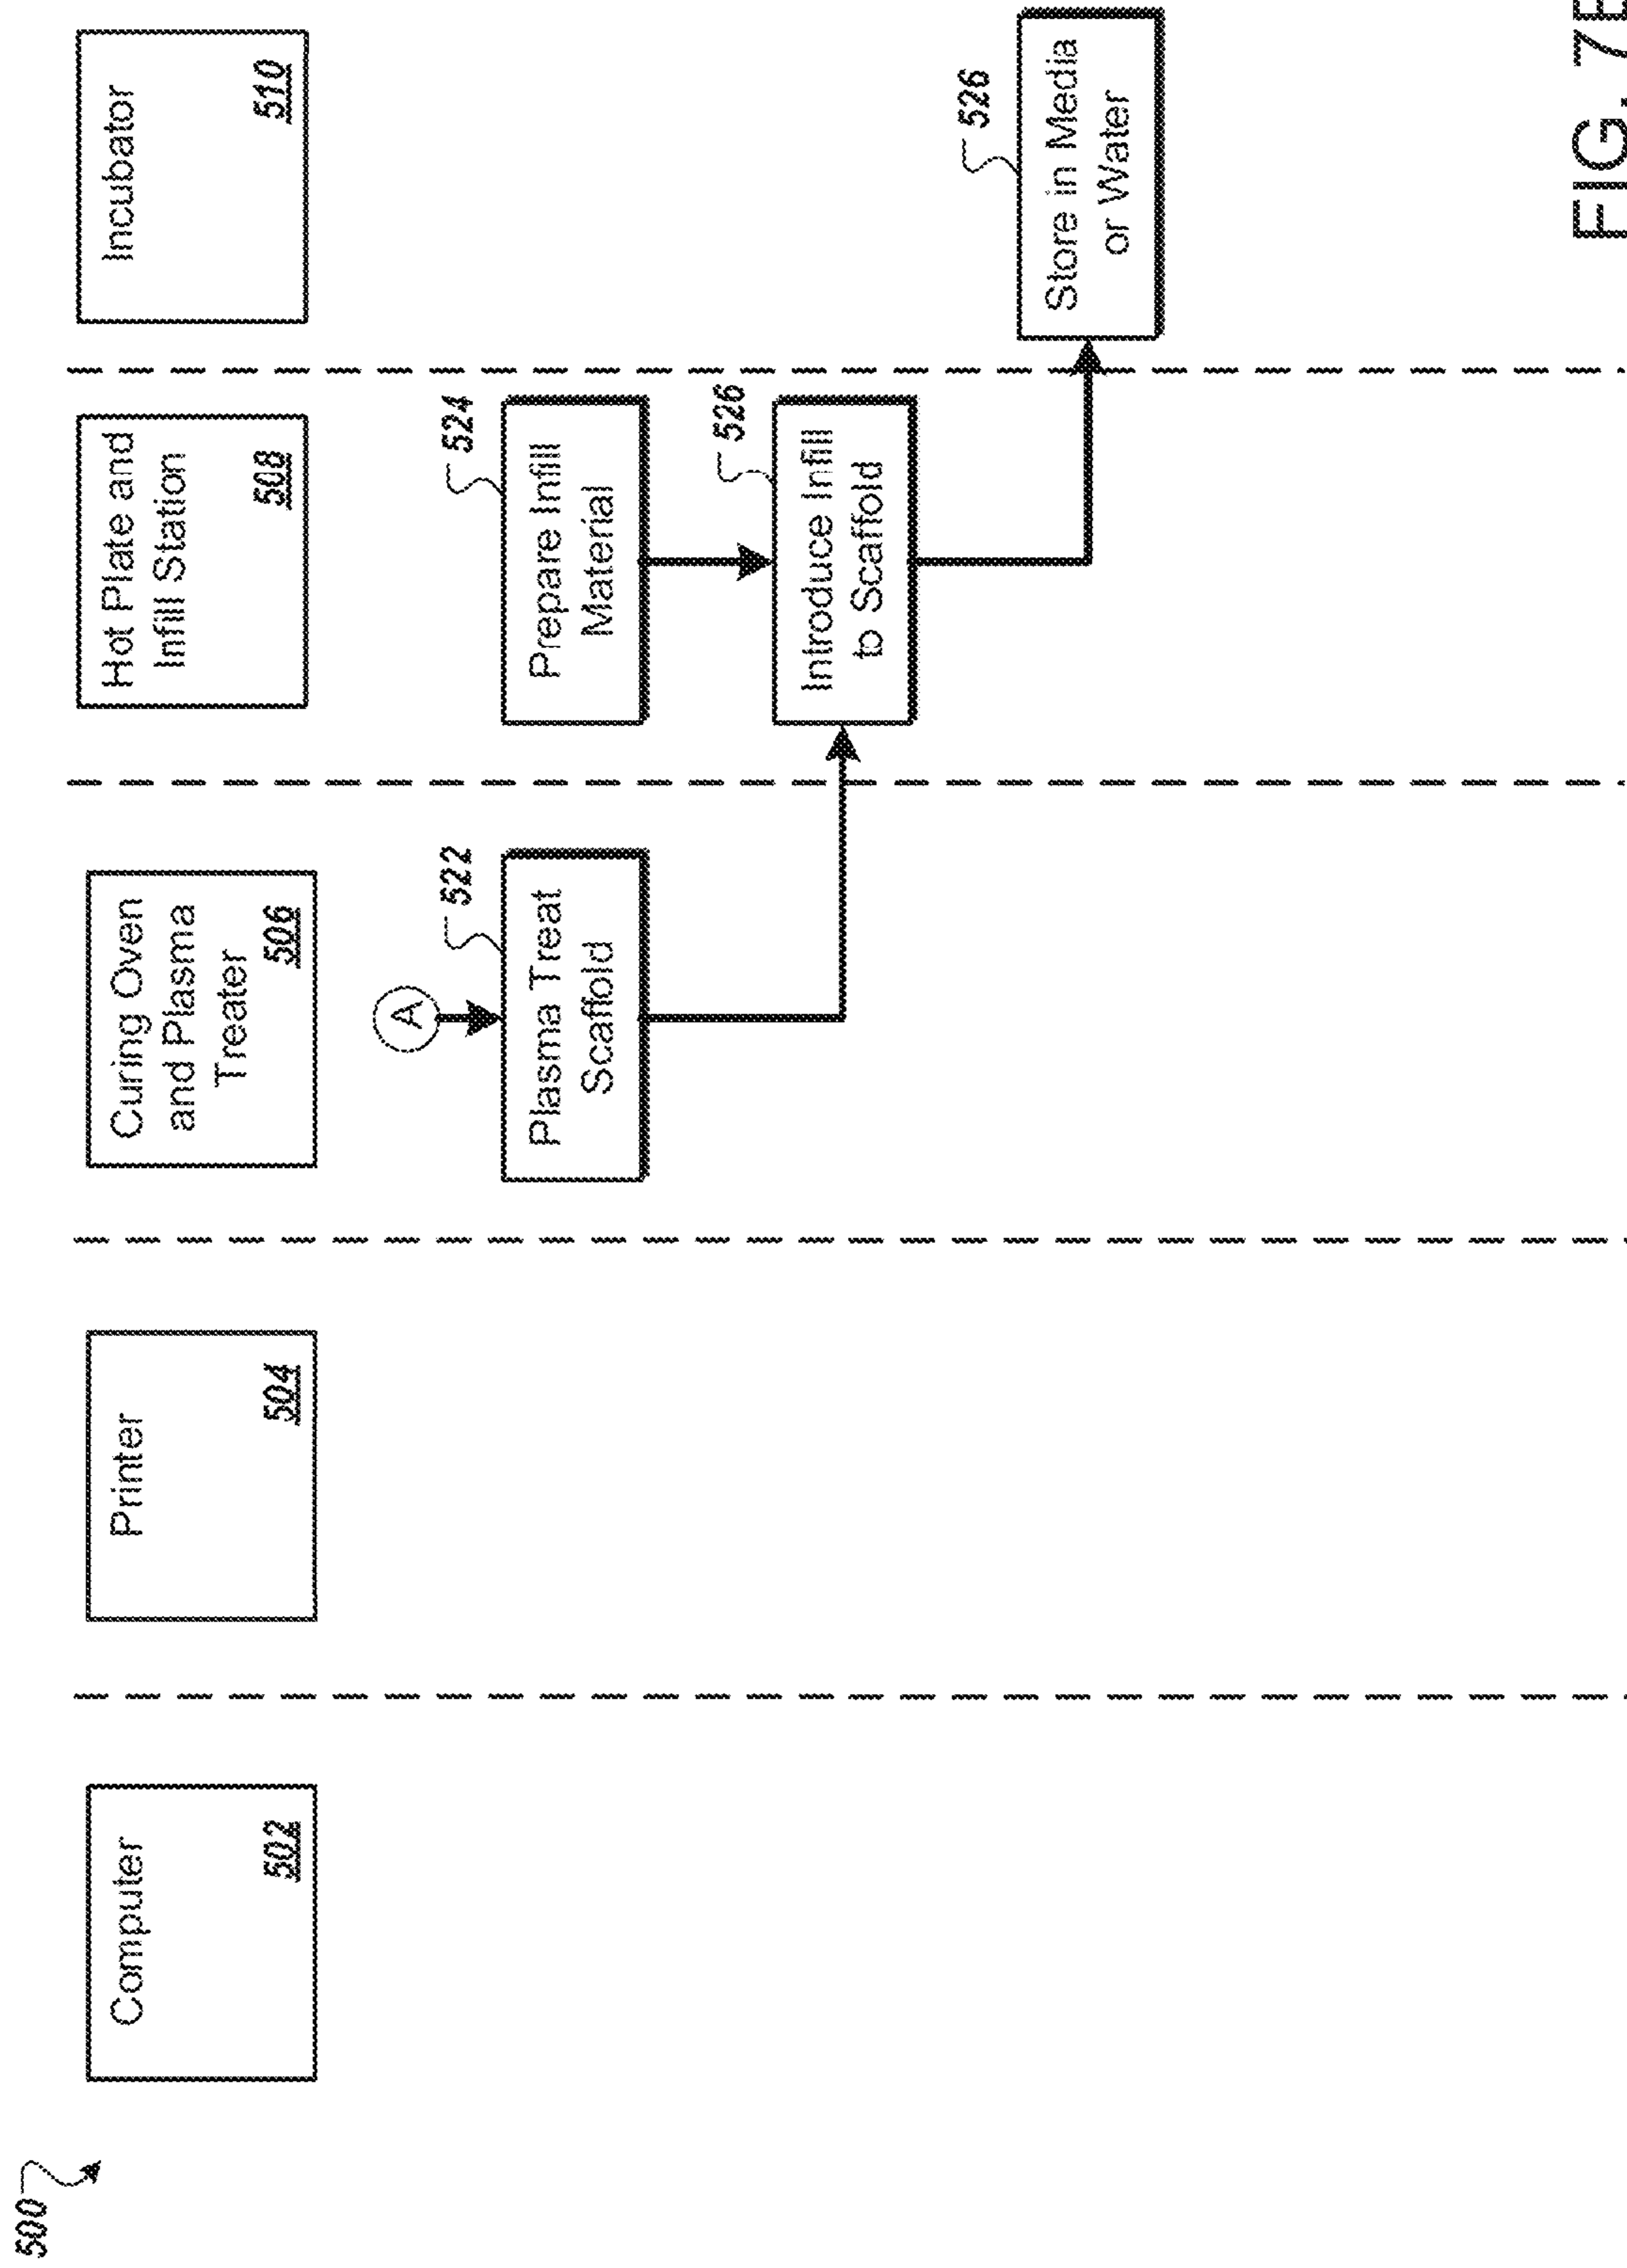 500
Computer
502
Printer
504
Curing Oven
and Plasma
Treater
506
Hot Plate and
Infill Station
508
Incubator
510
A
522
Plasma Treat
Scaffold
524
Prepare Infill
Material
526
Introduce Infill
to Scaffold
526
Store in Media
or Water
FIG. 7B